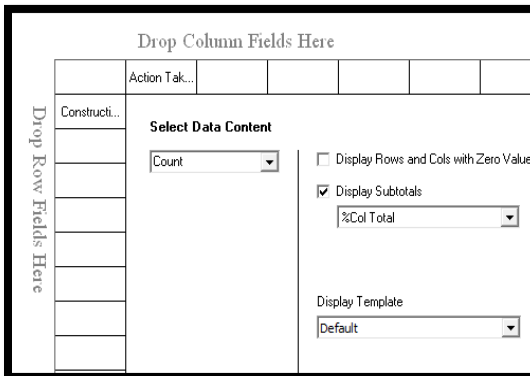 Drop Column Fields Here
Action Tak...
Drop Row Fields Here
Constructi...
Select Data Content
Count
Display Rows and Cols with Zero Value
Display Subtotals
%Col Total
Display Template
Default